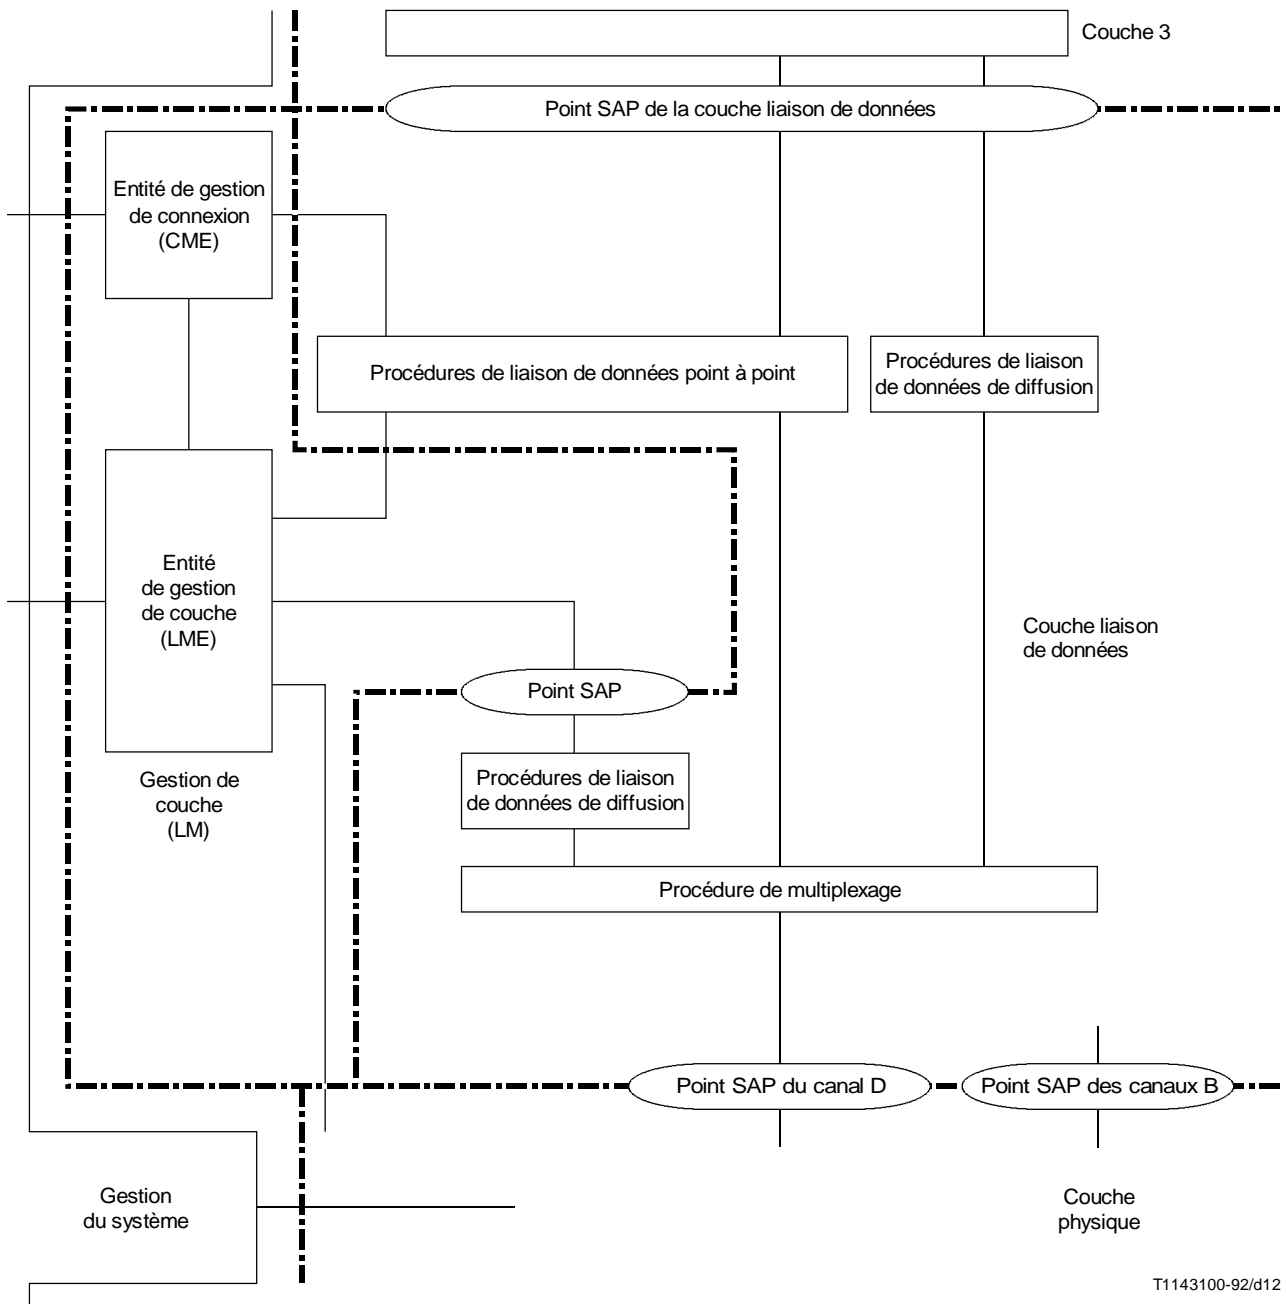 Couche 3
Point SAP de la couche liaison de données
Entité de gestion
de connexion
(CME)
Procédures de liaison de données point à point
Procédures de liaison
de données de diffusion
Entité
de gestion
de couche
(LME)
Couche liaison
de données
Point SAP
Gestion de
couche
(LM)
Procédures de liaison
de données de diffusion
Procédure de multiplexage
Point SAP du canal D
Point SAP des canaux B
Gestion
du système
Couche
physique
T1143100-92/d12